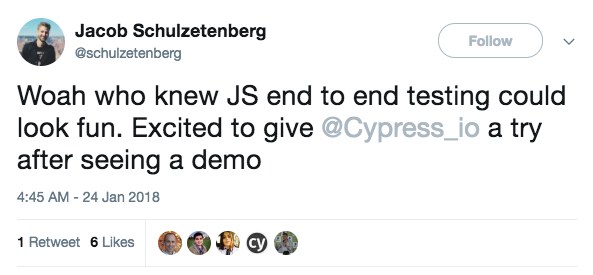 Jacob Schulzetenberg
@schulzetenberg
Follow
Woah who knew JS end to end testing could
look fun. Excited to give @Cypress_io a try
after seeing a demo
4:45 AM - 24 Jan 2018
1 Retweet 6 Likes
cy